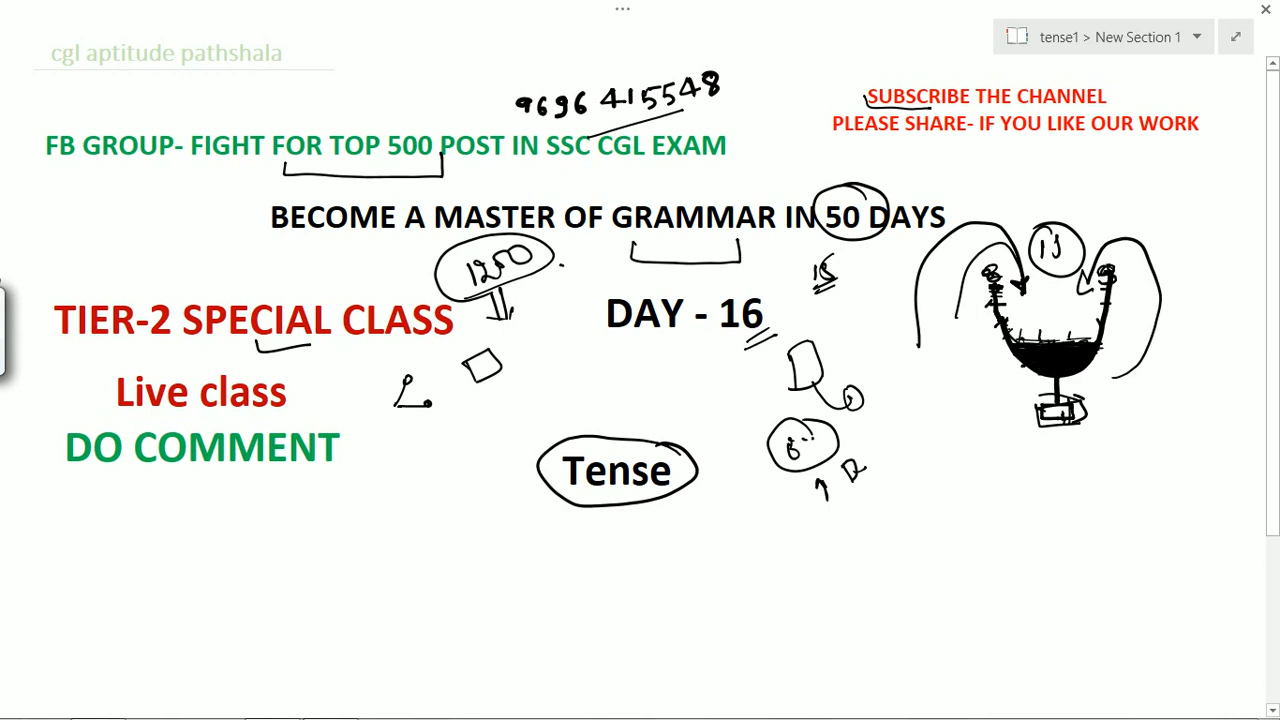 cgl aptitude pathshala
tense1 > New Section 1
9696 415548
SUBSCRIBE THE CHANNEL
PLEASE SHARE- IF YOU LIKE OUR WORK
FB GROUP- FIGHT FOR TOP 500 POST IN SSC CGL EXAM
BECOME A MASTER OF GRAMMAR IN 50 DAYS
1250
TIER-2 SPECIAL CLASS
DAY - 16
Live class
DO COMMENT
Tense